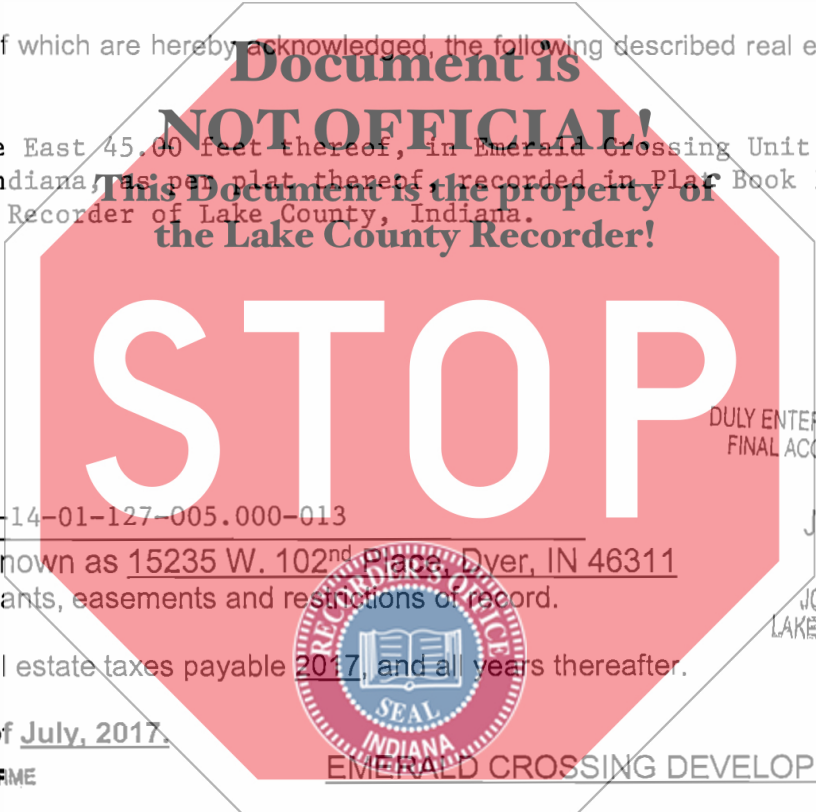 f which are hereby acknowledged, the following described real e
Document is
NOT OFFICIAL!
e East 45.00 feet thereof, in Emerald Crossing Unit
ndiana, as per plat thereof, recorded in Plat Book
This Document is the property of
Recorder of Lake County, Indiana.
the Lake County Recorder!
STOP
DULY ENTER
FINAL ACC
-14-01-127-005.000-013
nown as 15235 W. 102nd Place, Dyer, IN 46311
ants, easements and restrictions of record.
LAKE
RECORDER'S OFFICE
l estate taxes payable 2017, and all years thereafter.
SEAL
INDIANA
f July, 2017.
EMERALD CROSSING DEVELOP